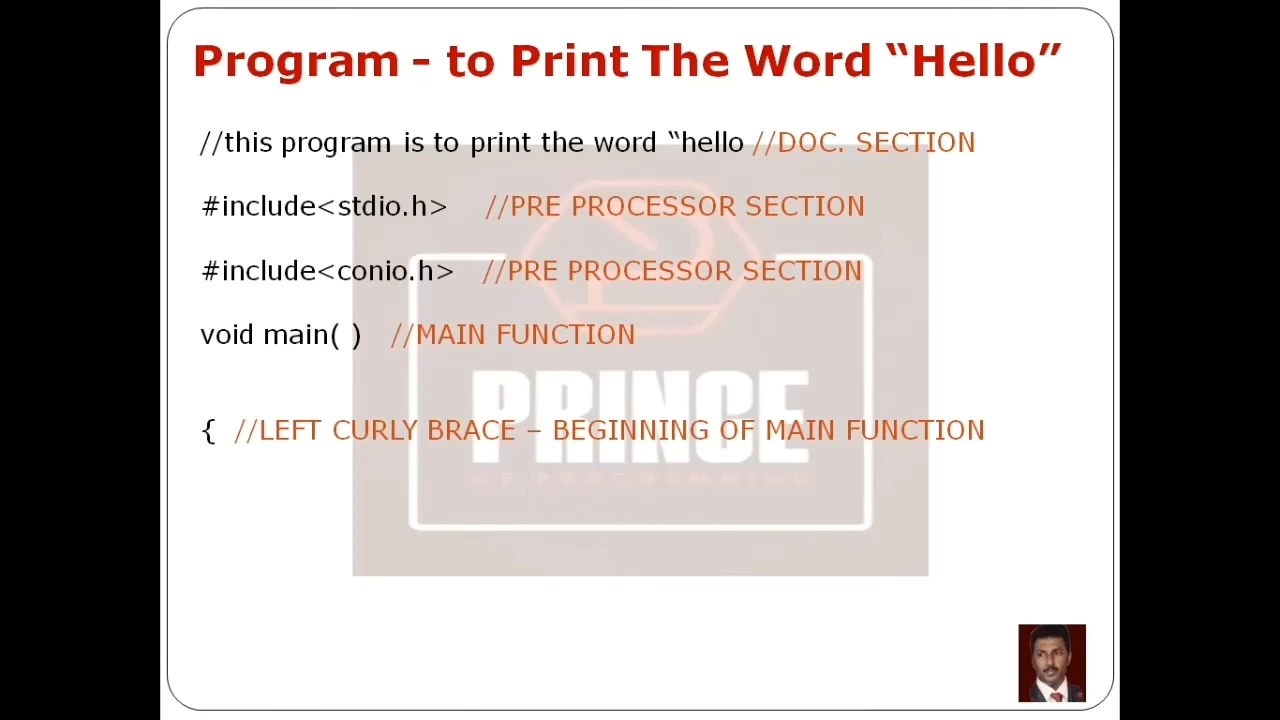 Program - to Print The Word “Hello”
//this program is to print the word “hello //DOC. SECTION
#include<stdio.h> //PRE PROCESSOR SECTION
#include<conio.h> //PRE PROCESSOR SECTION
void main( ) //MAIN FUNCTION
{ //LEFT CURLY BRACE – BEGINNING OF MAIN FUNCTION
PRINCE
OF PROGRAMMING